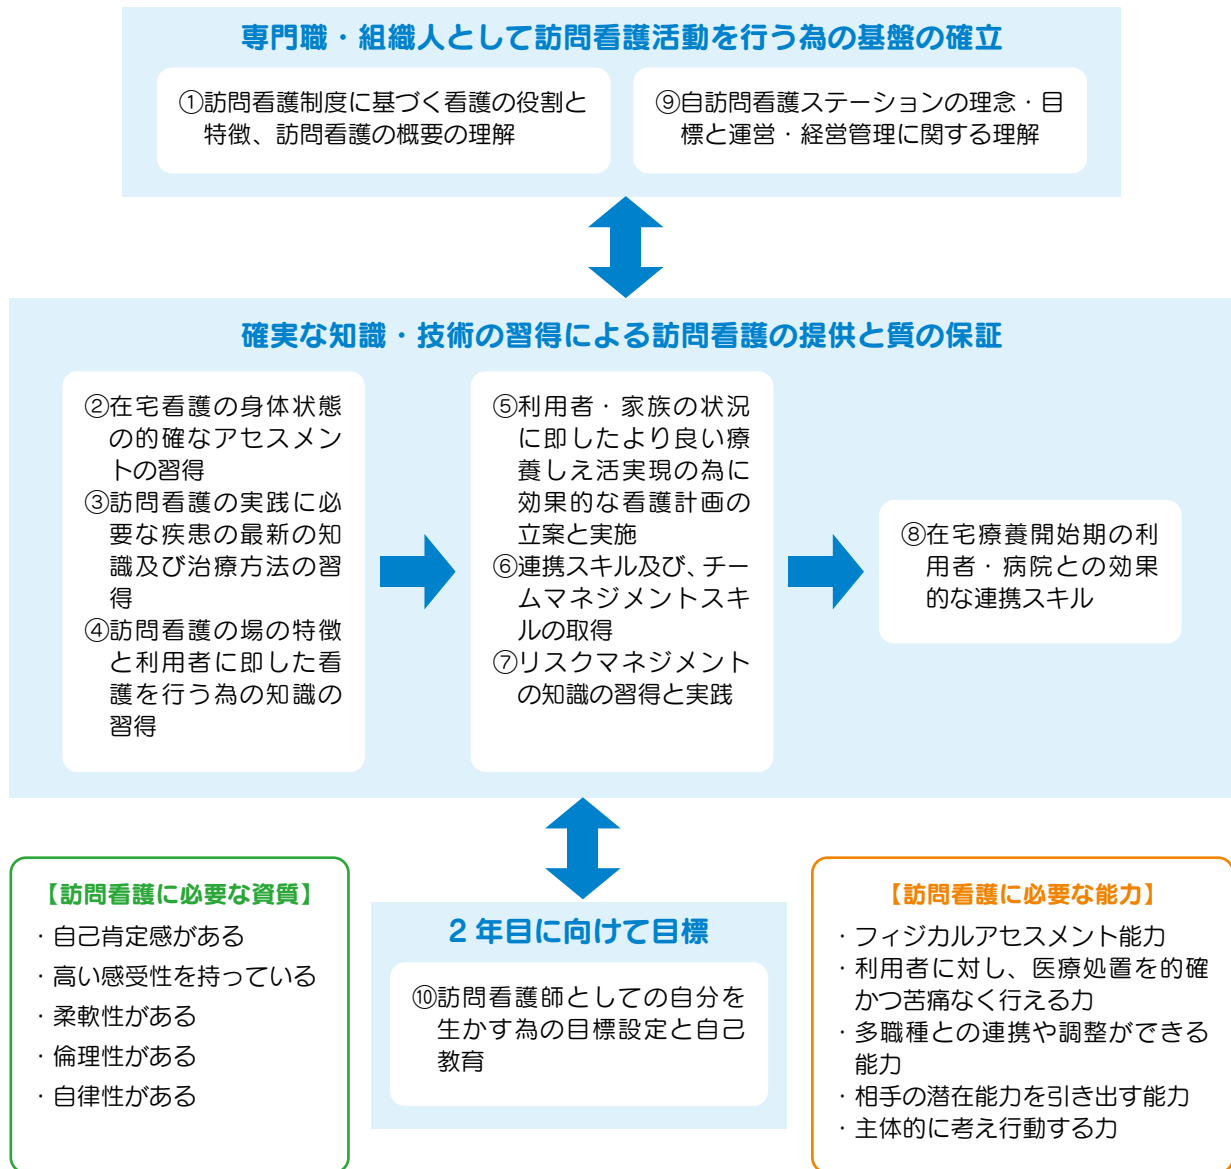 専門職・組織人として訪問看護活動を行う為の基盤の確立
①訪問看護制度に基づく看護の役割と
特徴、訪問看護の概要の理解
⑨自訪問看護ステーションの理念・目
標と運営・経営管理に関する理解
確実な知識・技術の習得による訪問看護の提供と質の保証
②在宅看護の身体状態
の的確なアセスメン
トの習得
③訪問看護の実践に必
要な疾患の最新の知
識及び治療方法の習
得
④訪問看護の場の特徴
と利用者に即した看
護を行う為の知識の
習得
⑤利用者・家族の状況
に即したより良い療
養しえ活実現の為に
効果的な看護計画の
立案と実施
⑥連携スキル及び、チー
ムマネジメントスキ
ルの取得
⑦リスクマネジメント
の知識の習得と実践
⑧在宅療養開始期の利
用者・病院との効果
的な連携スキル
【訪問看護に必要な資質】
・自己肯定感がある
・高い感受性を持っている
・柔軟性がある
・倫理性がある
・自律性がある
2年目に向けて目標
⑩訪問看護師としての自分を
生かす為の目標設定と自己
教育
【訪問看護に必要な能力】
・フィジカルアセスメント能力
・利用者に対し、医療処置を的確
かつ苦痛なく行える力
・多職種との連携や調整ができる
能力
・相手の潜在能力を引き出す能力
・主体的に考え行動する力